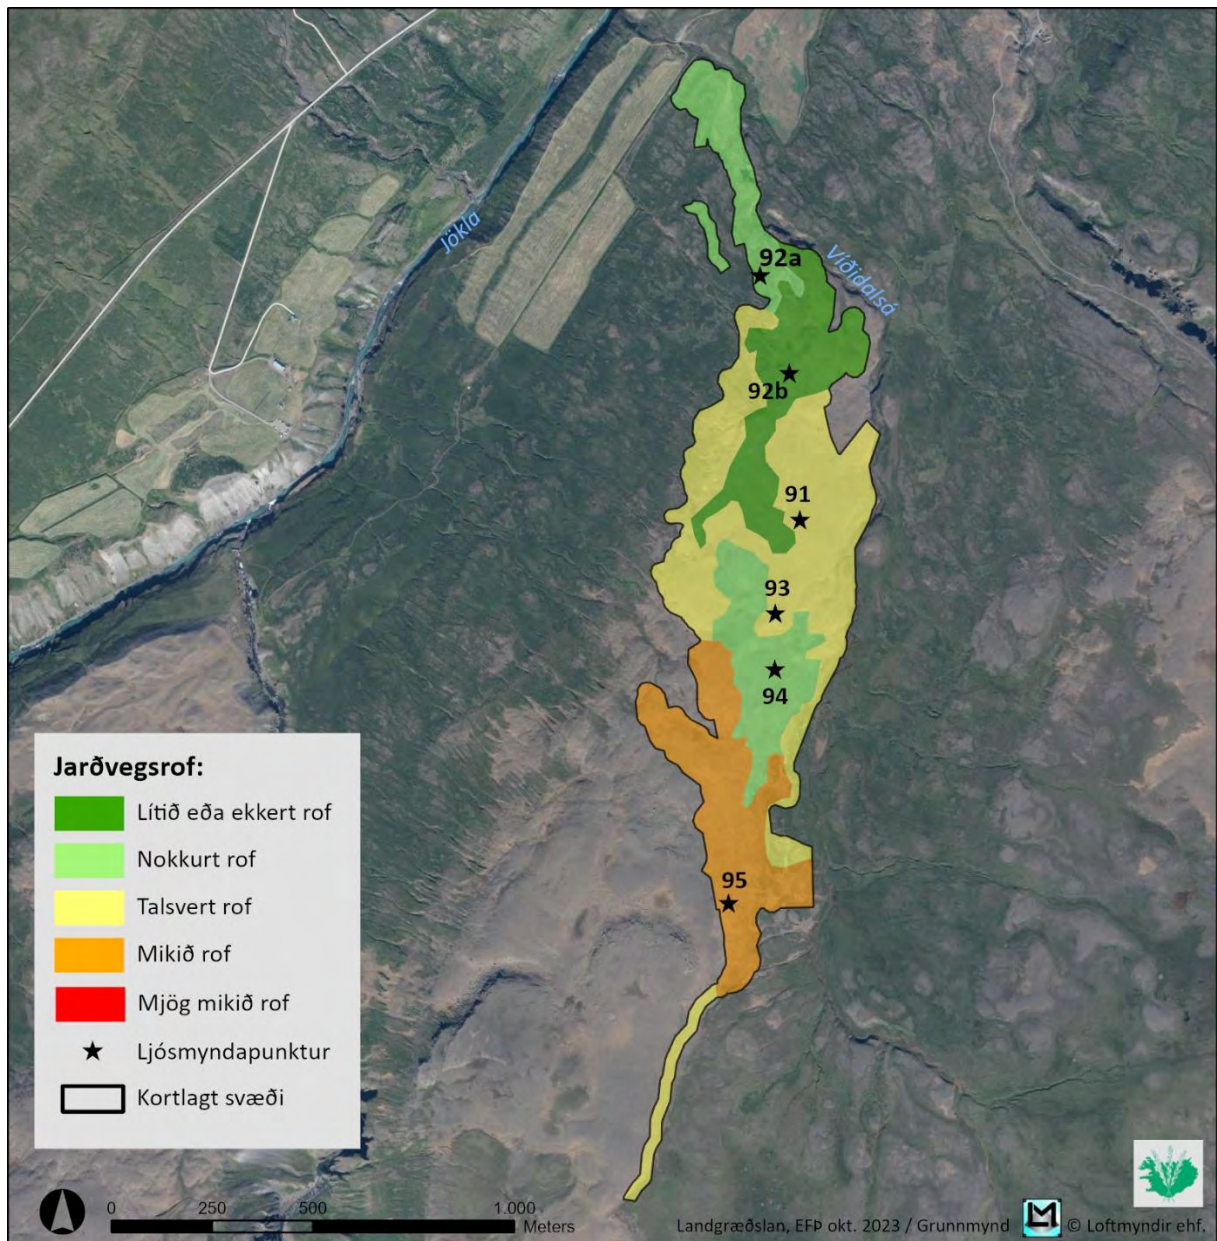 Jökla
Víðidalsá
92a
92b
91
93
94
95
Jarðvegsrof:
Lítið eða ekkert rof
Nokkurt rof
Talsvert rof
Mikið rof
Mjög mikið rof
Ljósmyndapunktur
Kortlagt svæði
0 250 500 1.000
Meters
Landgræðslan, EFÞ okt. 2023 / Grunnmynd LM © Loftmyndir ehf.